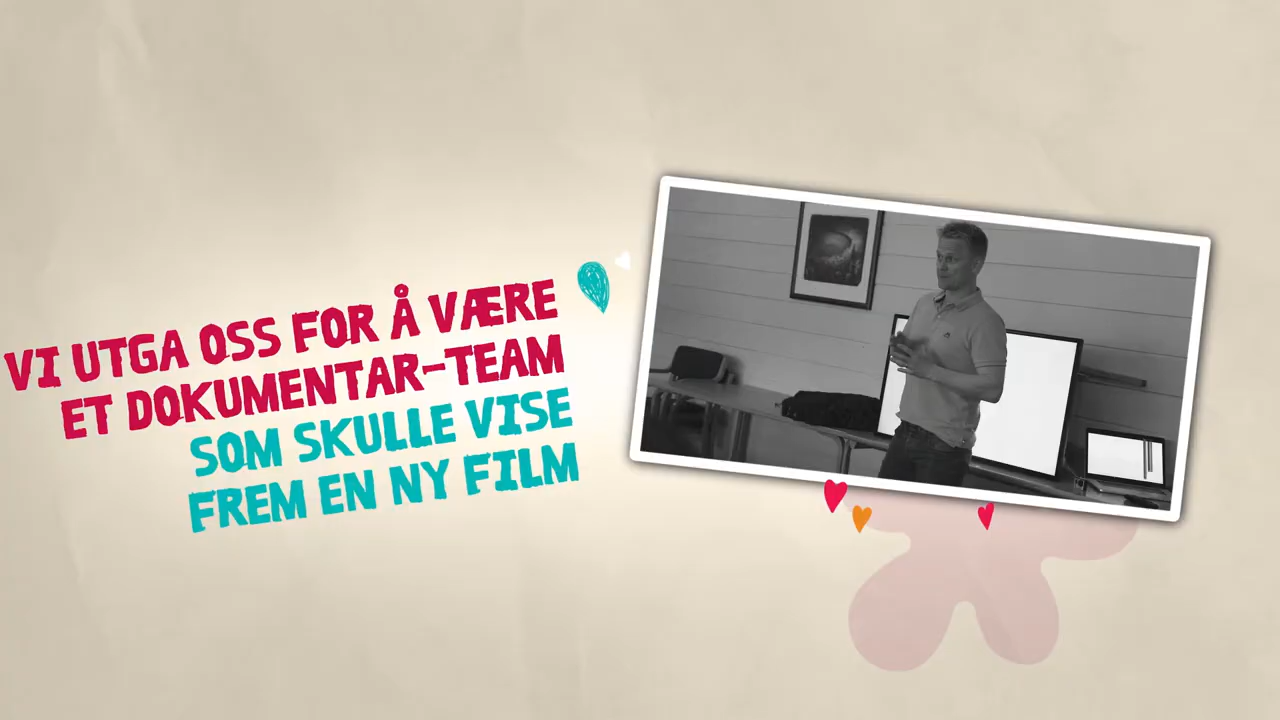 VI UTGA OSS FOR Å VÆRE
ET DOKUMENTAR-TEAM
SOM SKULLE VISE
FREM EN NY FILM